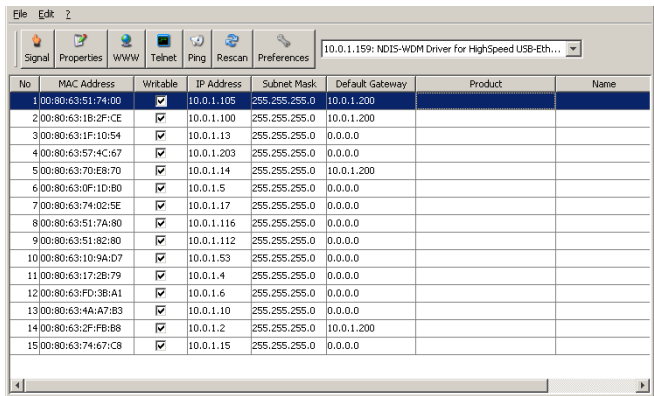 File Edit ?
Signal Properties WWW Telnet Ping Rescan Preferences 10.0.1.159: NDIS-WDM Driver for HighSpeed USB-Eth...
No MAC Address Writable IP Address Subnet Mask Default Gateway Product Name
1 00:80:63:51:74:00 10.0.1.105 255.255.255.0 10.0.1.200
2 00:80:63:1B:2F:CE 10.0.1.100 255.255.255.0 10.0.1.200
3 00:80:63:1F:10:54 10.0.1.13 255.255.255.0 0.0.0.0
4 00:80:63:57:4C:67 10.0.1.203 255.255.255.0 0.0.0.0
5 00:80:63:70:E8:70 10.0.1.14 255.255.255.0 10.0.1.200
6 00:80:63:0F:1D:B0 10.0.1.5 255.255.255.0 0.0.0.0
7 00:80:63:74:02:5E 10.0.1.17 255.255.255.0 0.0.0.0
8 00:80:63:51:7A:80 10.0.1.116 255.255.255.0 0.0.0.0
9 00:80:63:51:82:80 10.0.1.112 255.255.255.0 0.0.0.0
10 00:80:63:10:9A:D7 10.0.1.53 255.255.255.0 0.0.0.0
11 00:80:63:17:2B:79 10.0.1.4 255.255.255.0 0.0.0.0
12 00:80:63:FD:3B:A1 10.0.1.6 255.255.255.0 0.0.0.0
13 00:80:63:4A:A7:B3 10.0.1.10 255.255.255.0 0.0.0.0
14 00:80:63:2F:FB:B8 10.0.1.2 255.255.255.0 10.0.1.200
15 00:80:63:74:67:C8 10.0.1.15 255.255.255.0 0.0.0.0